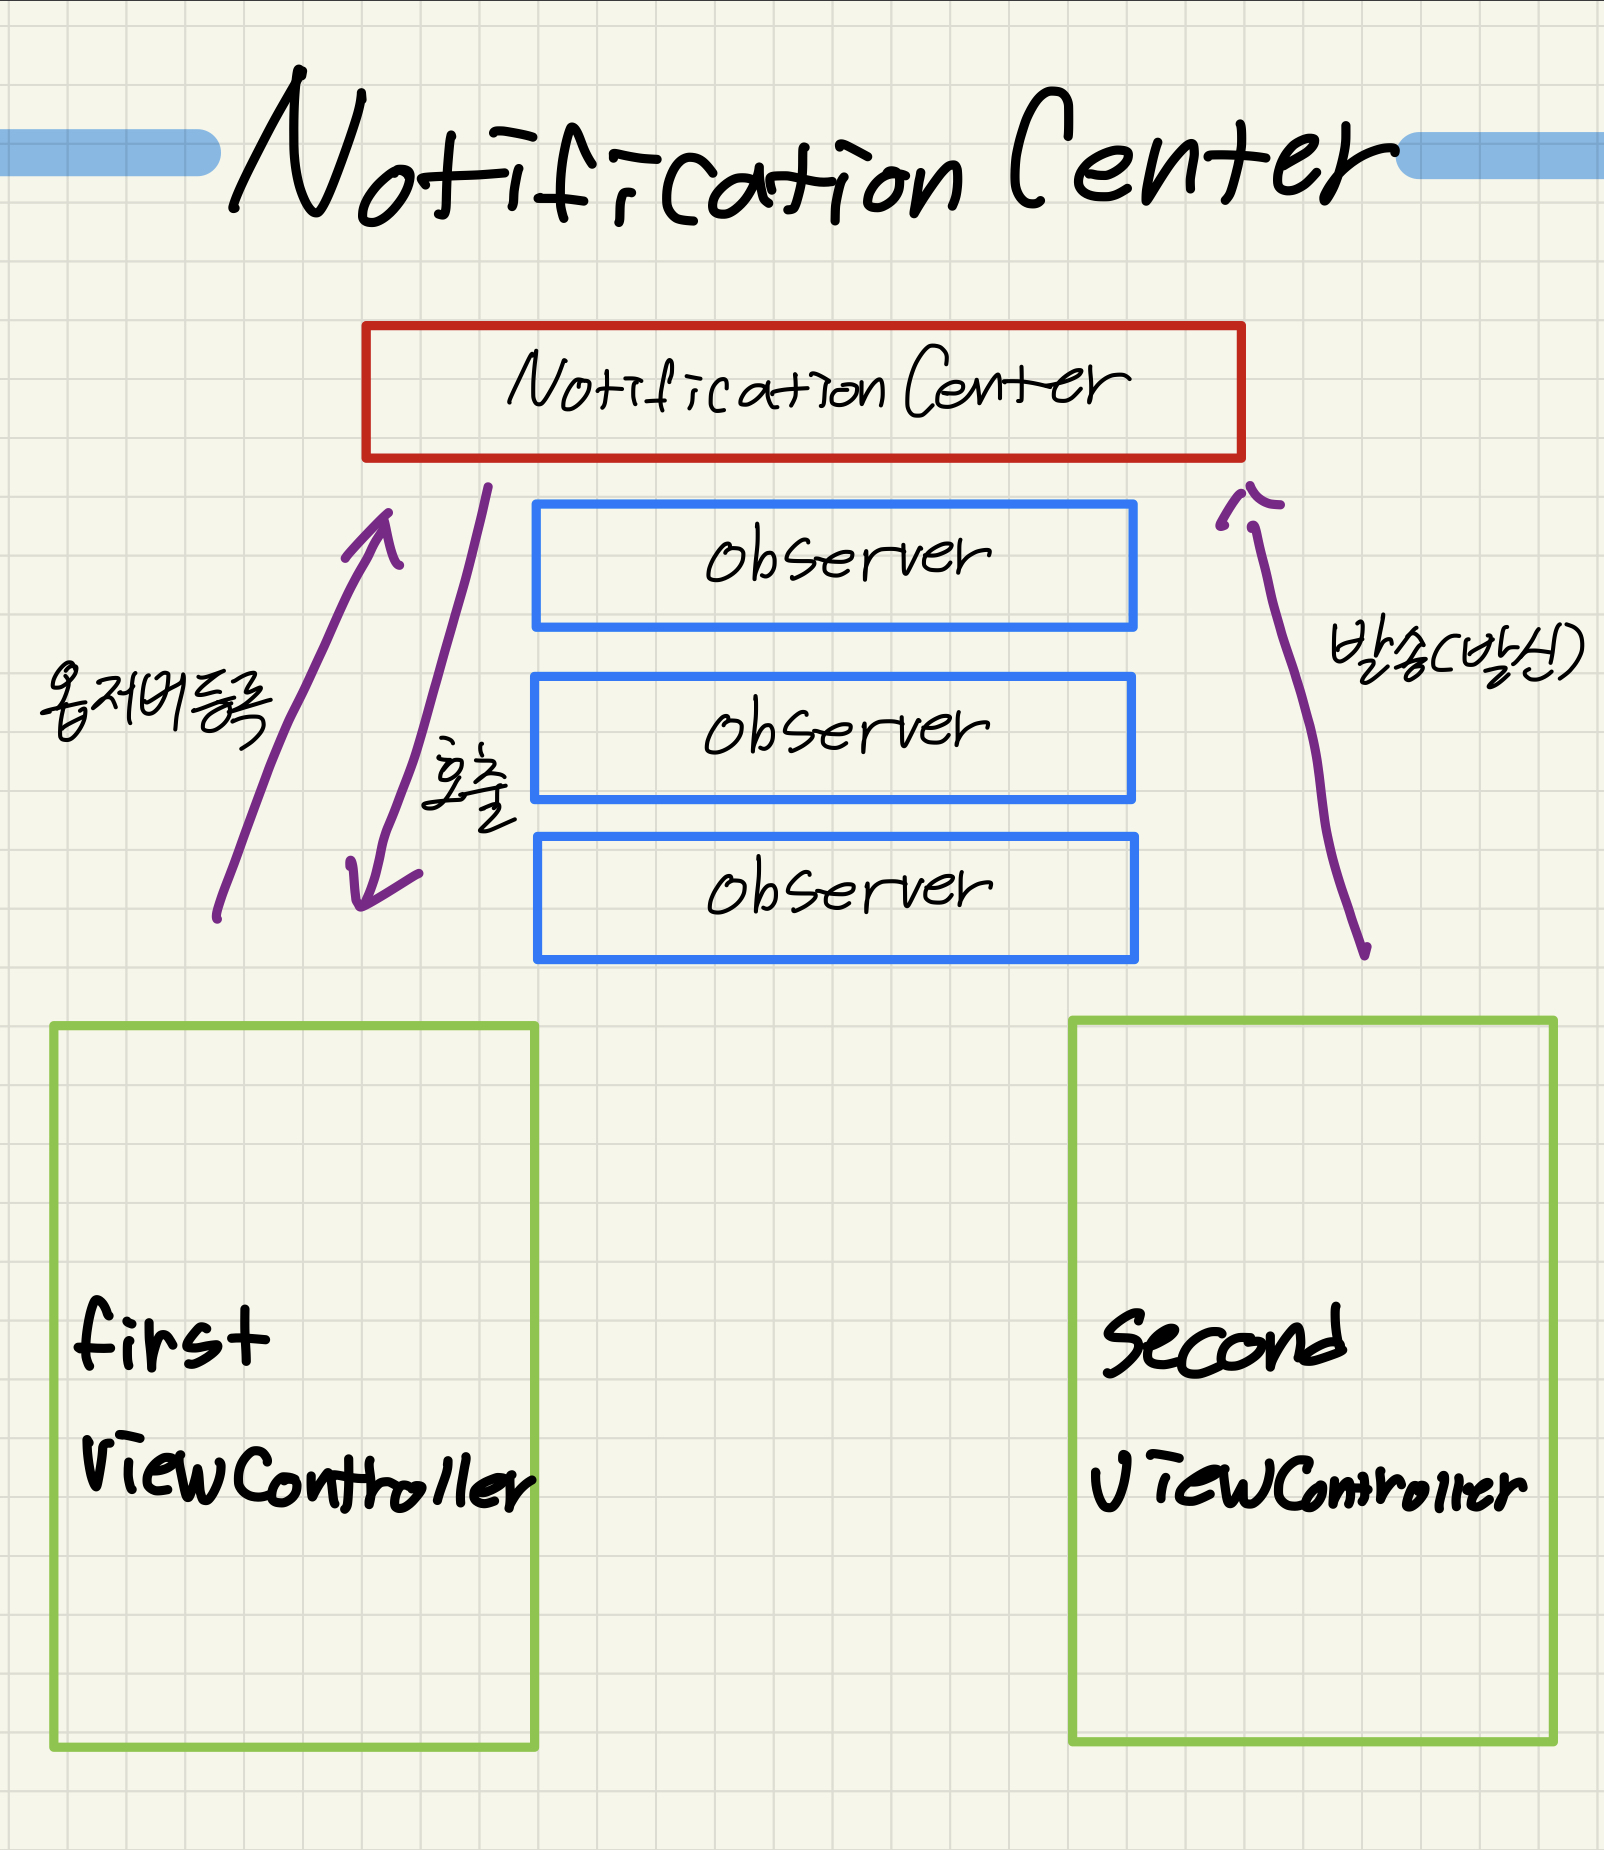 Notification Center
Notification Center
observer
옵저버등록
호출
발송(발신)
observer
observer
first
ViewController
Second
ViewController